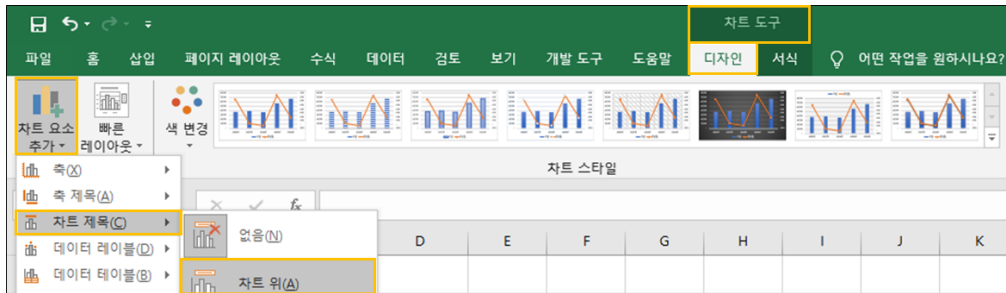 차트 도구
파일 홈 삽입 페이지 레이아웃 수식 데이터 검토 보기 개발 도구 도움말 디자인 서식 어떤 작업을 원하시나요?
차트 요소 빠른 색 변경
추가 레이아웃
차트 스타일
축(X)
축 제목(A)
fx
차트 제목(C)
없음(N)
D E F G H I J K
데이터 레이블(D)
데이터 테이블(B)
차트 위(A)